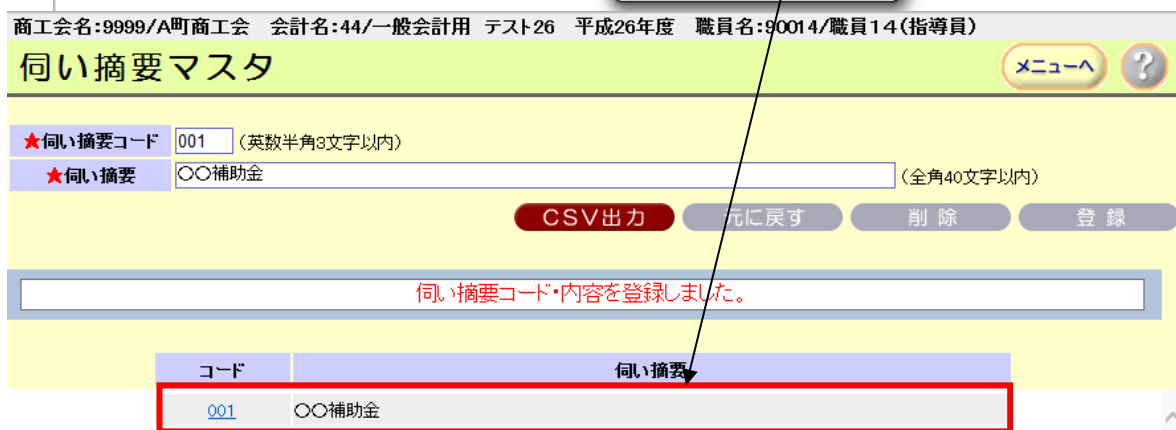 商工会名:9999/A町商工会 会計名:44/一般会計用 テスト26 平成26年度 職員名:90014/職員14(指導員)
伺い摘要マスタ
メニューへ ?
★伺い摘要コード 001 (英数半角3文字以内)
★伺い摘要 〇〇補助金 (全角40文字以内)
CSV出力 元に戻す 削除 登録
伺い摘要コード・内容を登録しました。
コード 伺い摘要
001 〇〇補助金